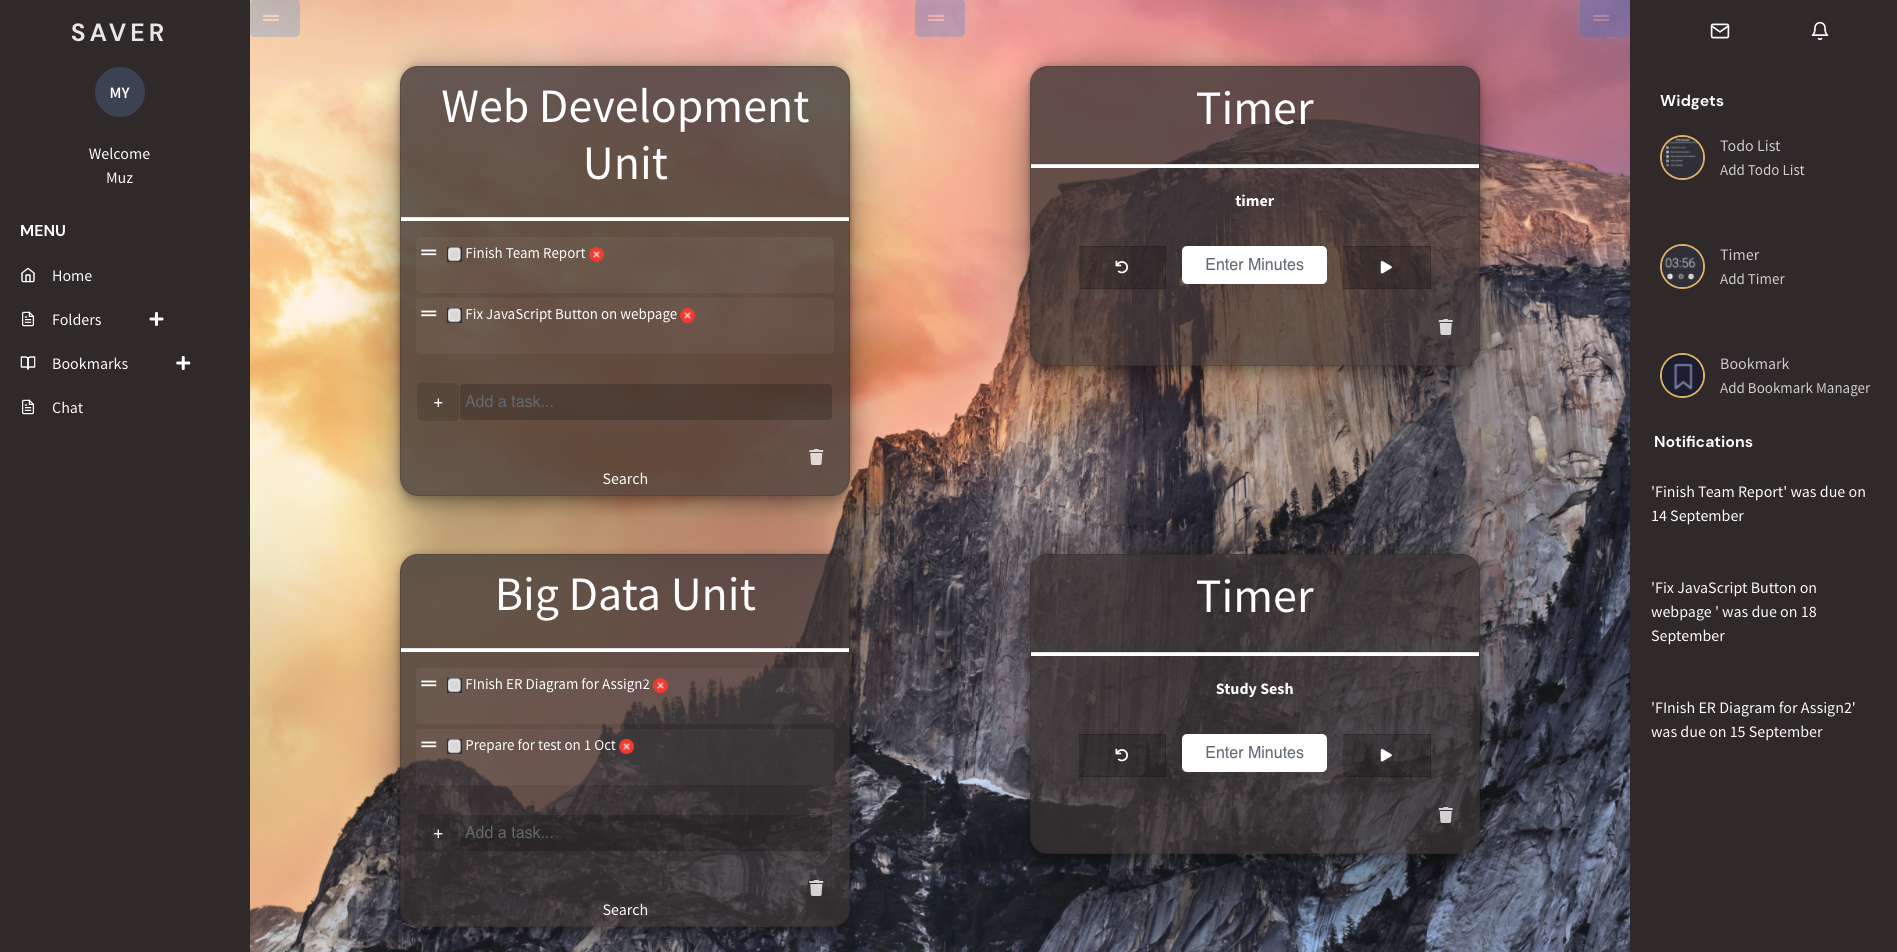 SAVER
MY
Welcome
Muz
MENU
Home
Folders
Bookmarks
Chat
Web Development
Unit
Finish Team Report
Fix JavaScript Button on webpage
+ Add a task...
Search
Big Data Unit
FInish ER Diagram for Assign2
Prepare for test on 1 Oct
+ Add a task...
Search
Timer
timer
Enter Minutes
Timer
Study Sesh
Enter Minutes
Widgets
Todo List
Add Todo List
03:56
Timer
Add Timer
Bookmark
Add Bookmark Manager
Notifications
'Finish Team Report' was due on
14 September
'Fix JavaScript Button on
webpage ' was due on 18
September
'FInish ER Diagram for Assign2'
was due on 15 September